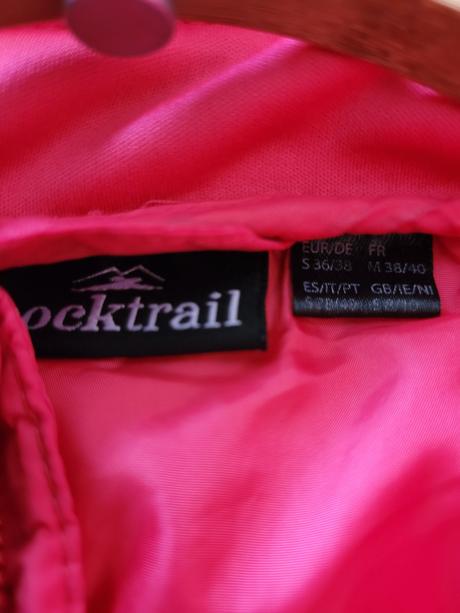 ocktrail
EUR/DE FR
S 36/38 M 38/40
ES/IT/PT GB/IE/NI